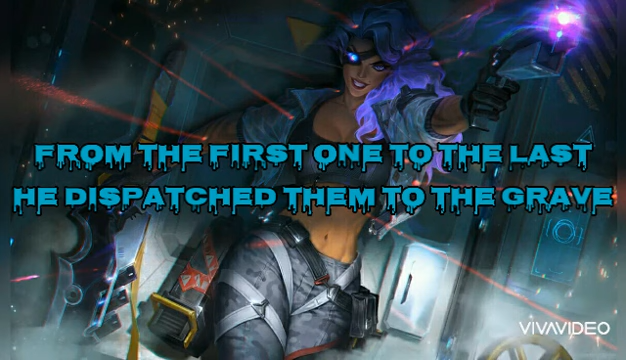 FROM THE FIRST ONE TO THE LAST
HE DISPATCHED THEM TO THE GRAVE
VIVAVIDEO